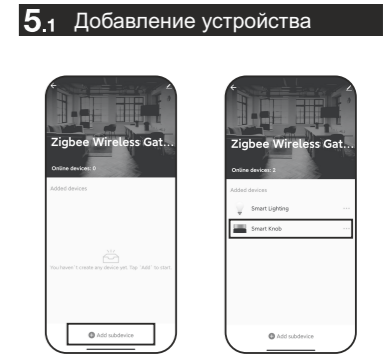 5.1 Добавление устройства
Zigbee Wireless Gat...
Online devices: 0
Added devices
You haven't create any device yet. Tap "Add" to start.
Add subdevice
Zigbee Wireless Gat...
Online devices: 2
Added devices
Smart Lighting
Smart Knob
Add subdevice